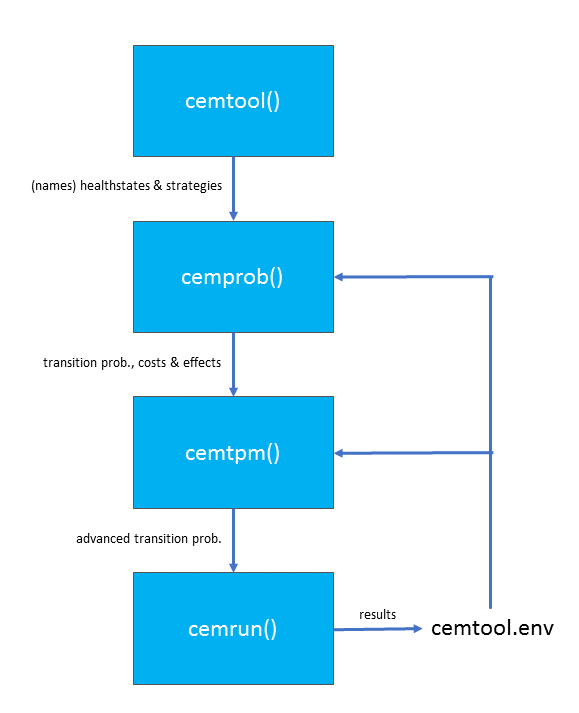 cemtool()
(names) healthstates & strategies
cemprob()
transition prob., costs & effects
cemtpm()
advanced transition prob.
cemrun()
results
cemtool.env